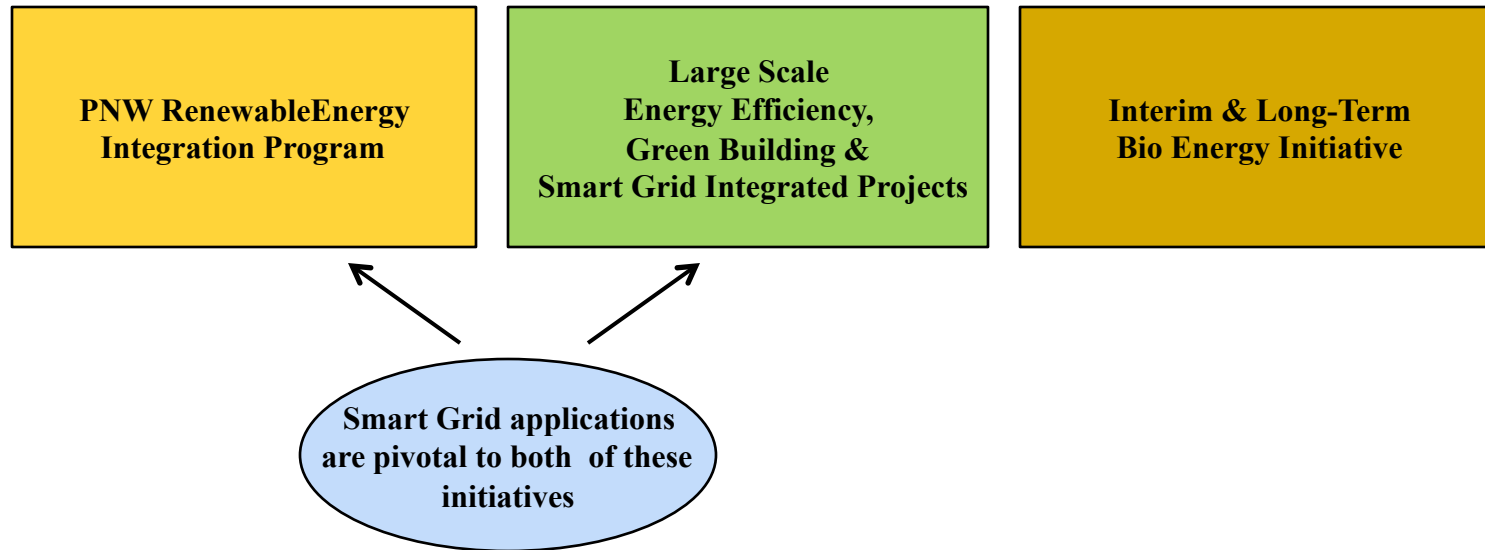 PNW RenewableEnergy
Integration Program
Large Scale
Energy Efficiency,
Green Building &
Smart Grid Integrated Projects
Interim & Long-Term
Bio Energy Initiative
Smart Grid applications
are pivotal to both  of these
initiatives